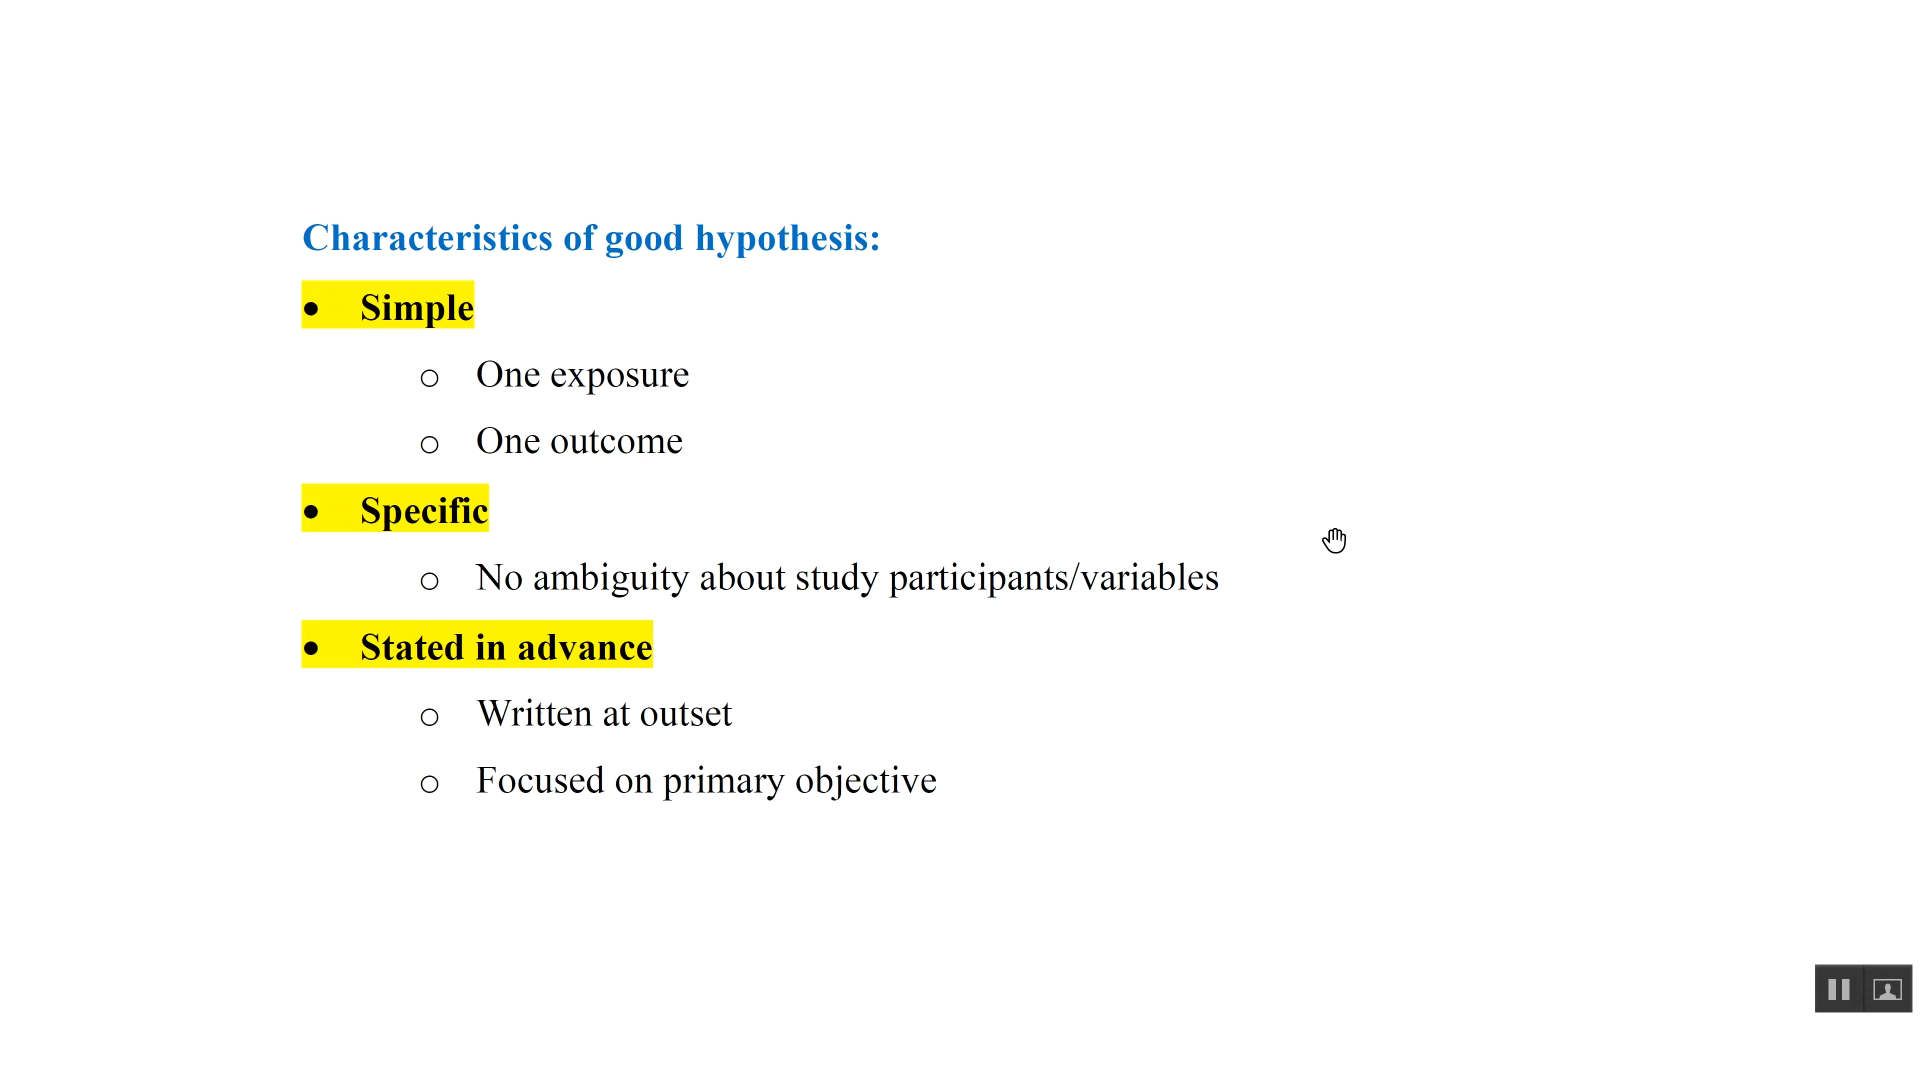 Characteristics of good hypothesis:
• Simple
o One exposure
o One outcome
• Specific
o No ambiguity about study participants/variables
• Stated in advance
o Written at outset
o Focused on primary objective